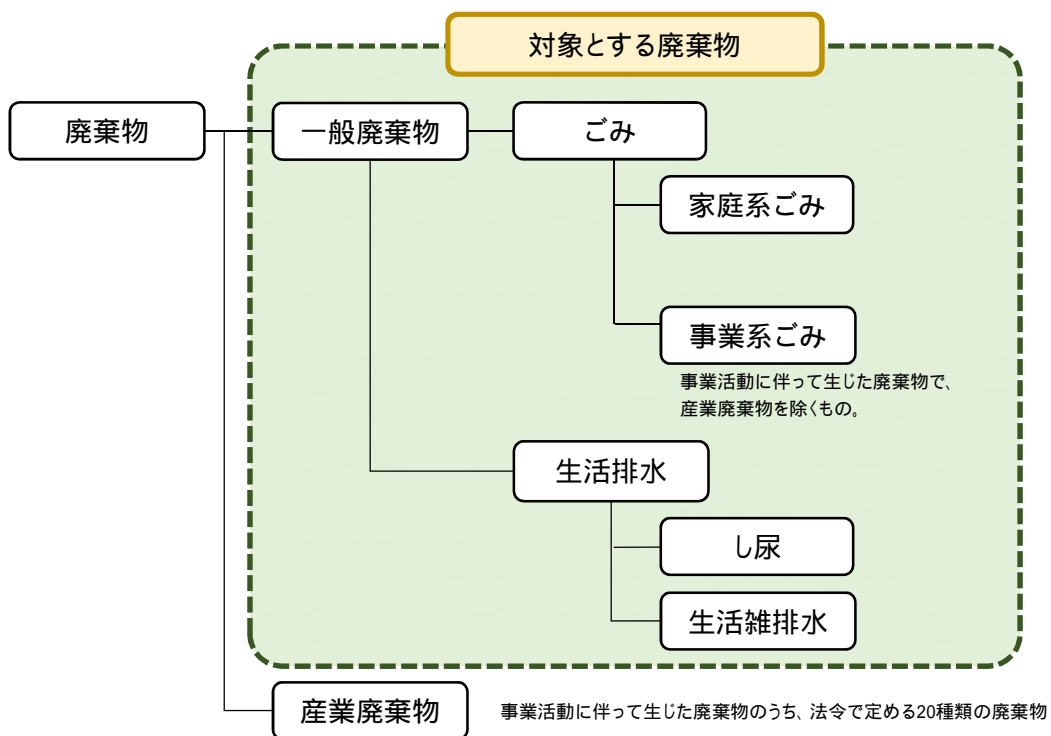 対象とする廃棄物
廃棄物
一般廃棄物
ごみ
家庭系ごみ
事業系ごみ
事業活動に伴って生じた廃棄物で、
産業廃棄物を除くもの。
生活排水
し尿
生活雑排水
産業廃棄物
事業活動に伴って生じた廃棄物のうち、法令で定める20種類の廃棄物